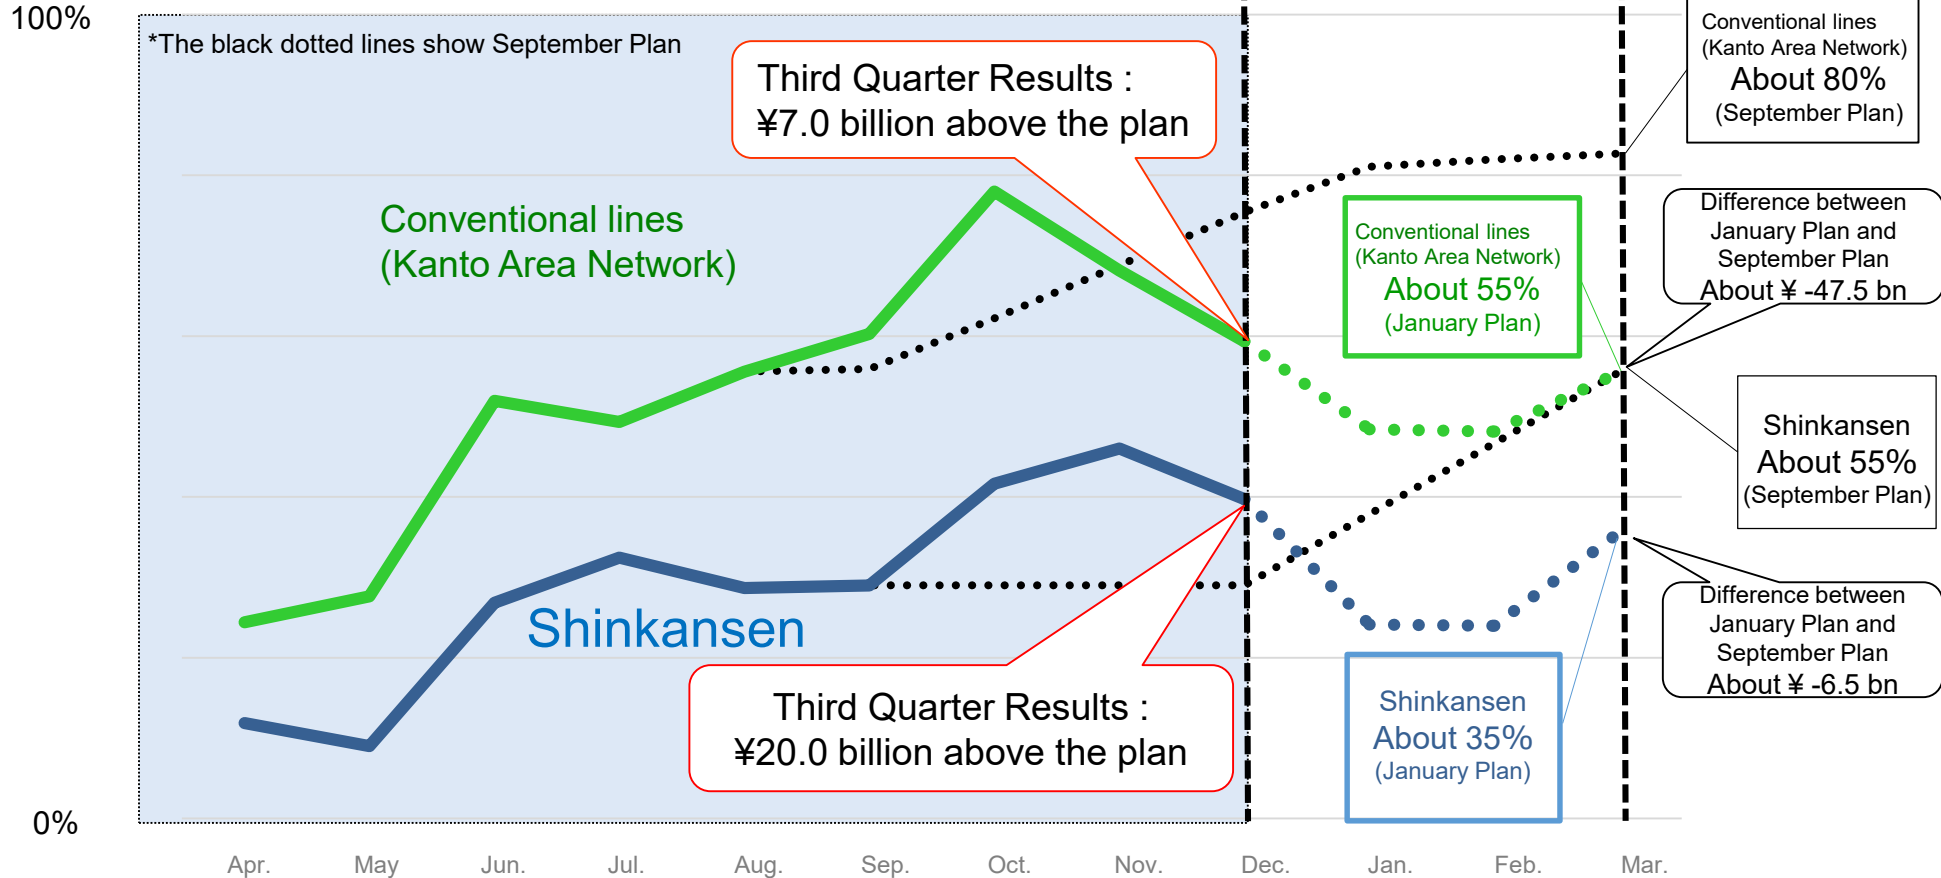 100%
*The black dotted lines show September Plan
Third Quarter Results :
¥7.0 billion above the plan
Conventional lines
(Kanto Area Network)
About 80%
(September Plan)
Conventional lines
(Kanto Area Network)
Conventional lines
(Kanto Area Network)
About 55%
(January Plan)
Difference between
January Plan and
September Plan
About ¥ -47.5 bn
Shinkansen
About 55%
(September Plan)
Shinkansen
Third Quarter Results :
¥20.0 billion above the plan
Shinkansen
About 35%
(January Plan)
Difference between
January Plan and
September Plan
About ¥ -6.5 bn
0%
Apr. May Jun. Jul. Aug. Sep. Oct. Nov. Dec. Jan. Feb. Mar.